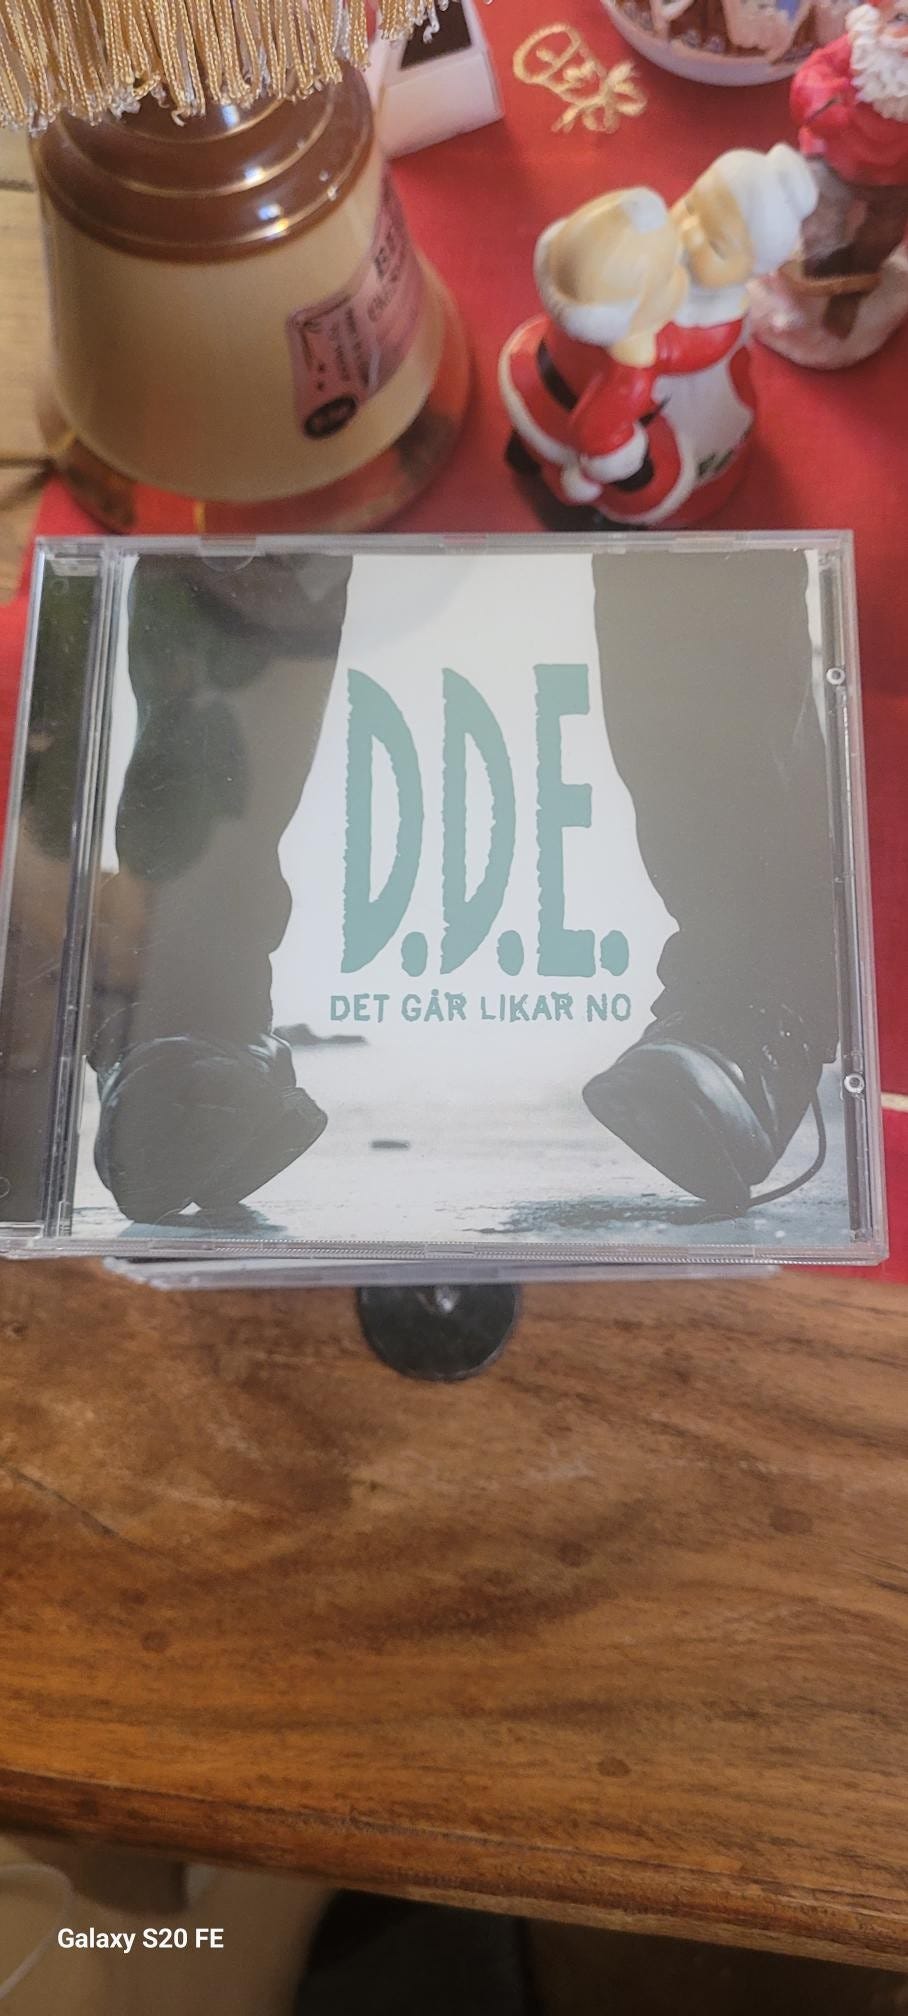 D.D.E.
DET GÅR LIKAR NO
Galaxy S20 FE